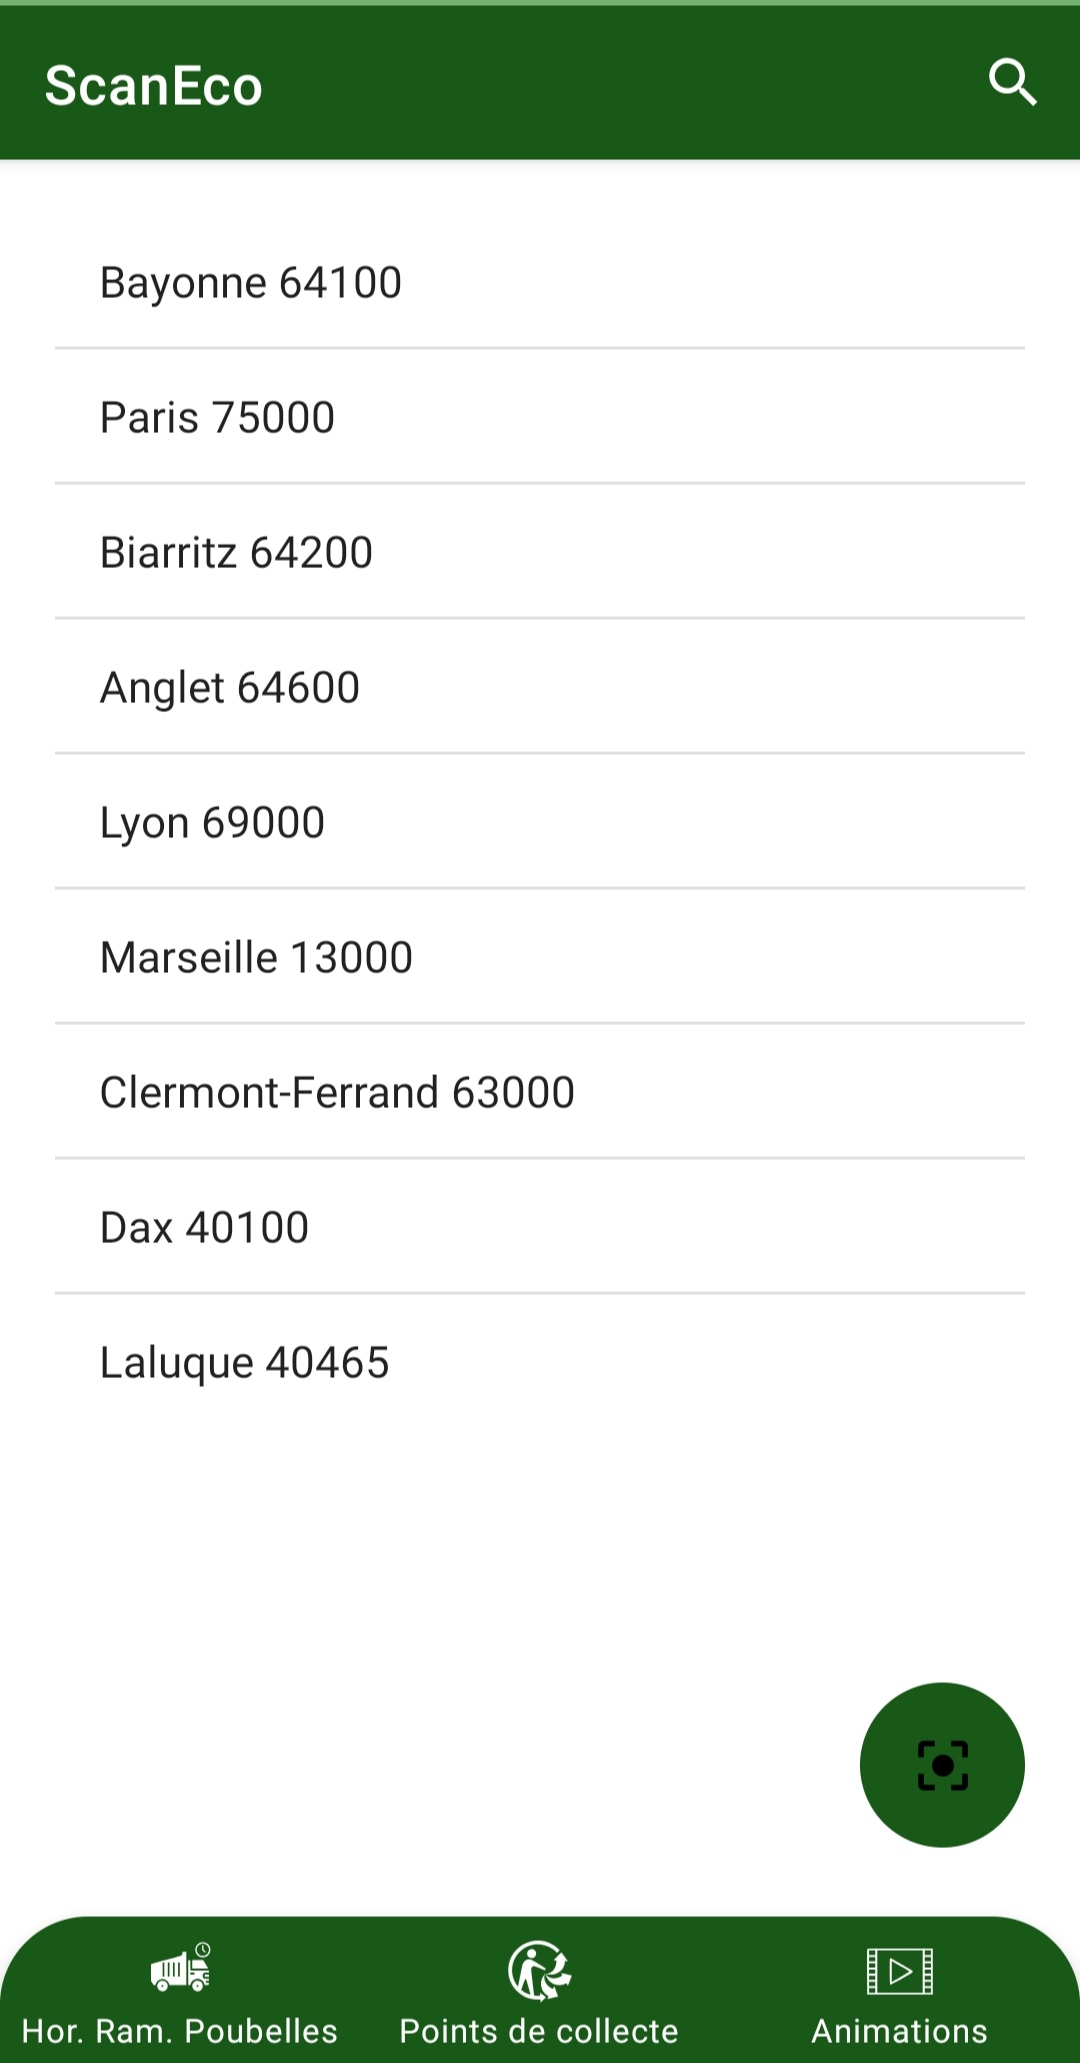 ScanEco
Bayonne 64100
Paris 75000
Biarritz 64200
Anglet 64600
Lyon 69000
Marseille 13000
Clermont-Ferrand 63000
Dax 40100
Laluque 40465
Hor. Ram. Poubelles
Points de collecte
Animations